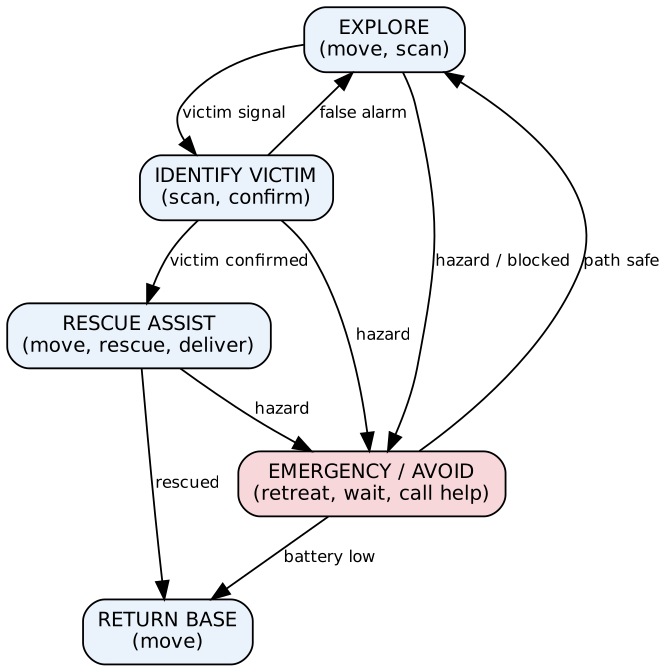 EXPLORE
(move, scan)
victim signal
false alarm
IDENTIFY VICTIM
(scan, confirm)
victim confirmed
hazard / blocked
path safe
RESCUE ASSIST
(move, rescue, deliver)
hazard
hazard
EMERGENCY / AVOID
(retreat, wait, call help)
rescued
battery low
RETURN BASE
(move)